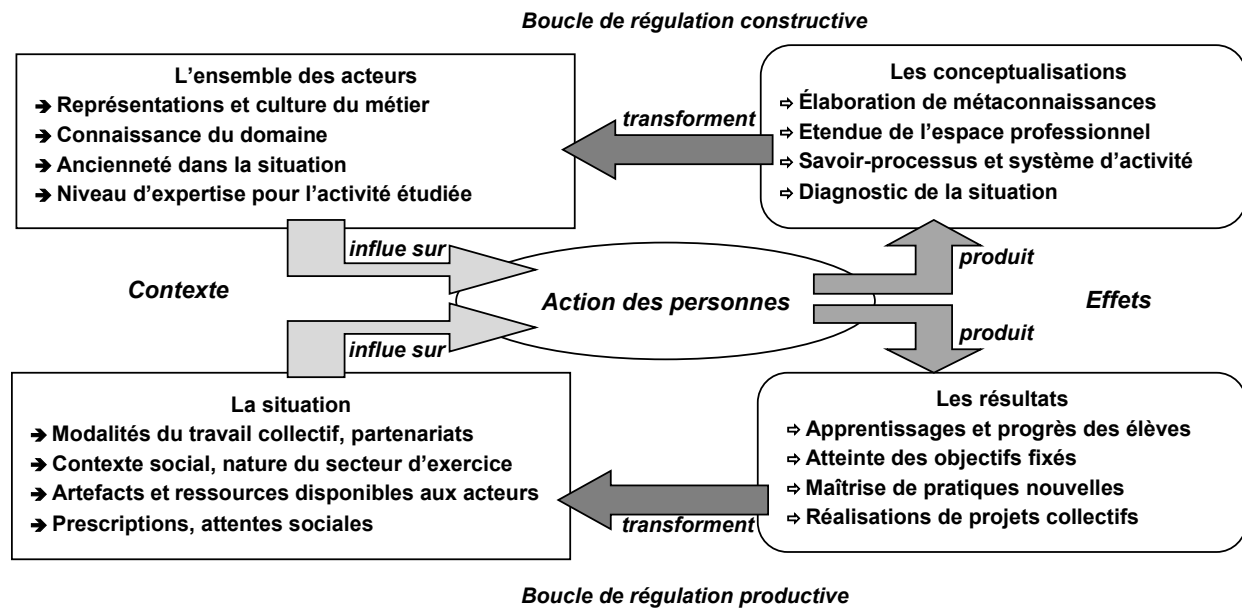 Boucle de régulation constructive
L’ensemble des acteurs
➔ Représentations et culture du métier
➔ Connaissance du domaine
➔ Ancienneté dans la situation
➔ Niveau d’expertise pour l’activité étudiée
transforment
Les conceptualisations
⇨ Élaboration de métaconnaissances
⇨ Etendue de l’espace professionnel
⇨ Savoir-processus et système d’activité
⇨ Diagnostic de la situation
influe sur
produit
Contexte
Action des personnes
Effets
influe sur
produit
La situation
➔ Modalités du travail collectif, partenariats
➔ Contexte social, nature du secteur d’exercice
➔ Artefacts et ressources disponibles aux acteurs
➔ Prescriptions, attentes sociales
transforment
Les résultats
⇨ Apprentissages et progrès des élèves
⇨ Atteinte des objectifs fixés
⇨ Maîtrise de pratiques nouvelles
⇨ Réalisations de projets collectifs
Boucle de régulation productive